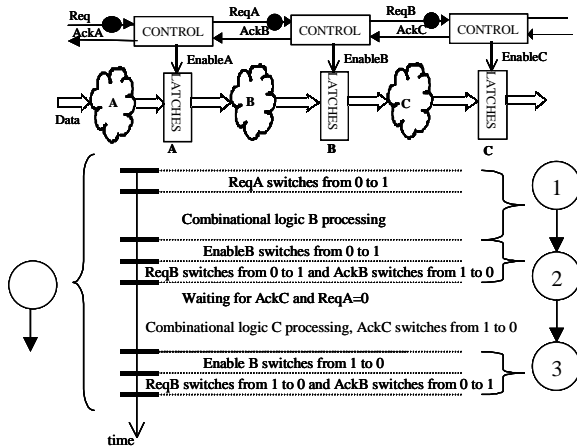 Req
AckA
CONTROL
ReqA
AckB
CONTROL
ReqB
AckC
CONTROL
EnableA
EnableB
EnableC
Data
A
LATCHES
B
LATCHES
C
LATCHES
A
B
C
ReqA switches from 0 to 1
Combinational logic B processing
EnableB switches from 0 to 1
ReqB switches from 0 to 1 and AckB switches from 1 to 0
Waiting for AckC and ReqA=0
Combinational logic C processing, AckC switches from 1 to 0
Enable B switches from 1 to 0
ReqB switches from 1 to 0 and AckB switches from 0 to 1
1
2
3
time